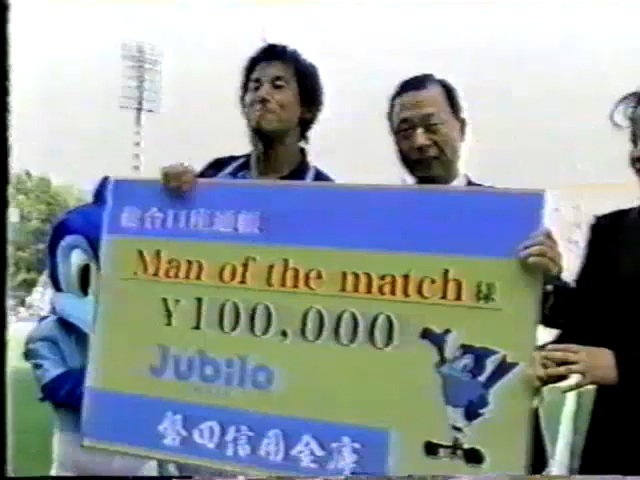 総合口座通帳
Man of the match 様
¥100,000
Jubilo
磐田信用金庫